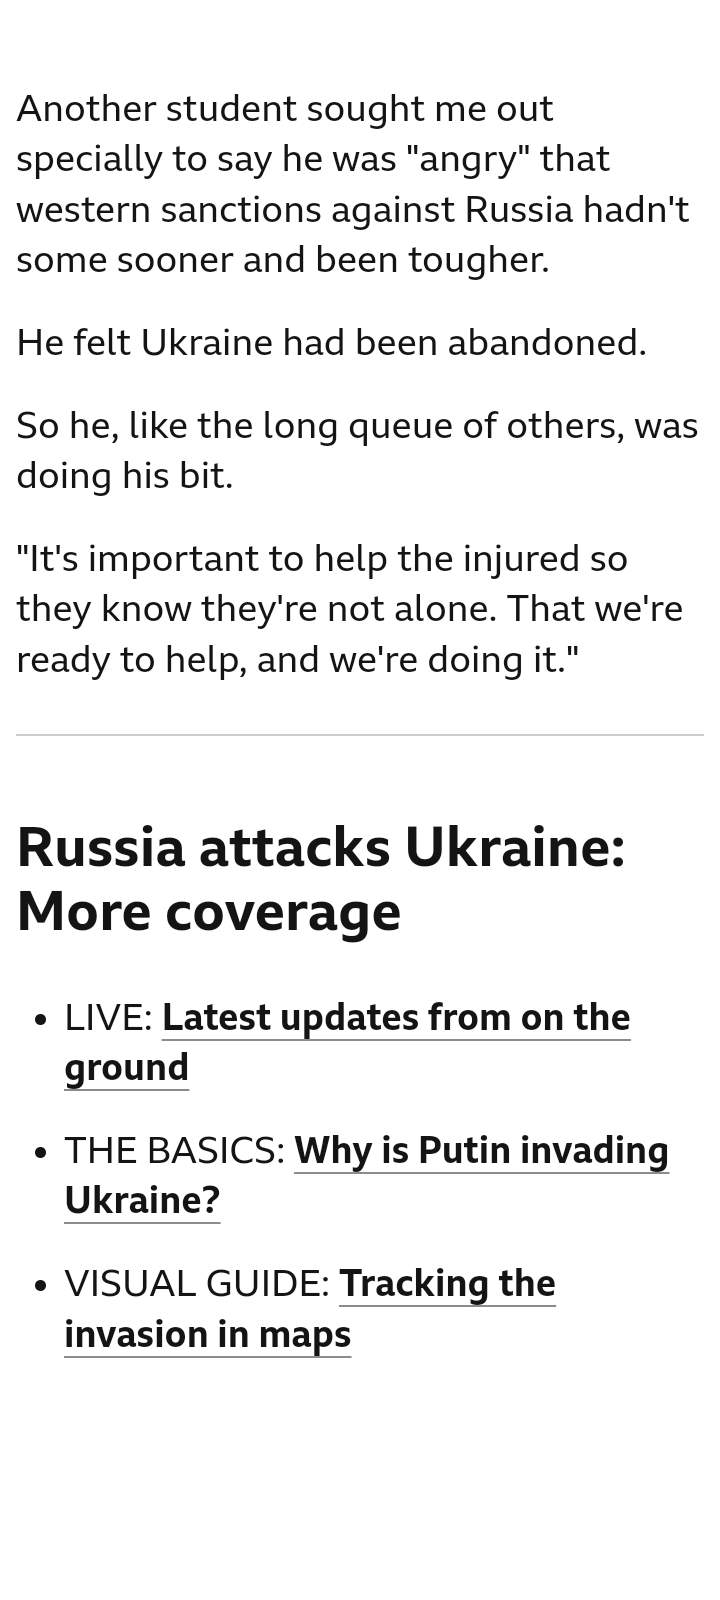 Another student sought me out
specially to say he was "angry" that
western sanctions against Russia hadn't
some sooner and been tougher.
He felt Ukraine had been abandoned.
So he, like the long queue of others, was
doing his bit.
"It's important to help the injured so
they know they're not alone. That we're
ready to help, and we're doing it."
Russia attacks Ukraine:
More coverage
• LIVE: Latest updates from on the
ground
• THE BASICS: Why is Putin invading
Ukraine?
• VISUAL GUIDE: Tracking the
invasion in maps